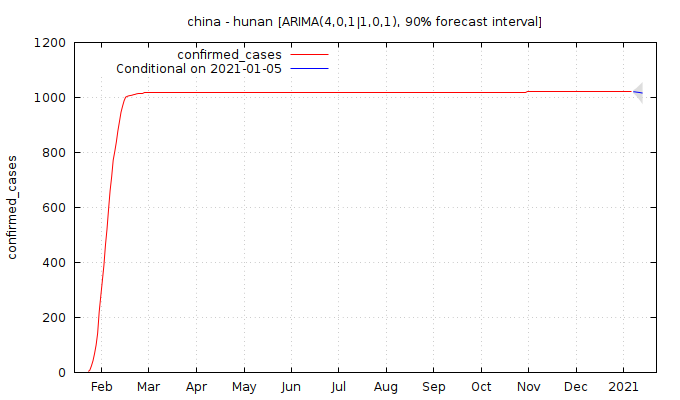 china - hunan [ARIMA(4,0,1|1,0,1), 90% forecast interval]
confirmed_cases
Conditional on 2021-01-05
1200
1000
800
600
400
200
0
confirmed_cases
Feb Mar Apr May Jun Jul Aug Sep Oct Nov Dec 2021